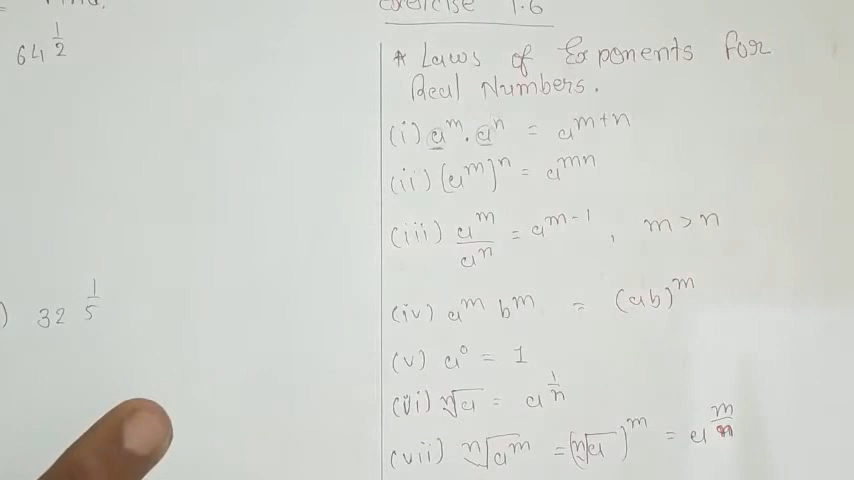 Find.
64^(1/2)
) 32^(1/5)
Exercise 1.6
* Laws of Exponents for
Real Numbers.
(i) a^m . a^n = a^(m+n)
(ii) (a^m)^n = a^(mn)
(iii) a^m / a^n = a^(m-1) , m > n
(iv) a^m b^m = (ab)^m
(v) a^0 = 1
(vi) ⁿ√a = a^(1/n)
(vii) ⁿ√a^m = (ⁿ√a)^m = a^(m/n)